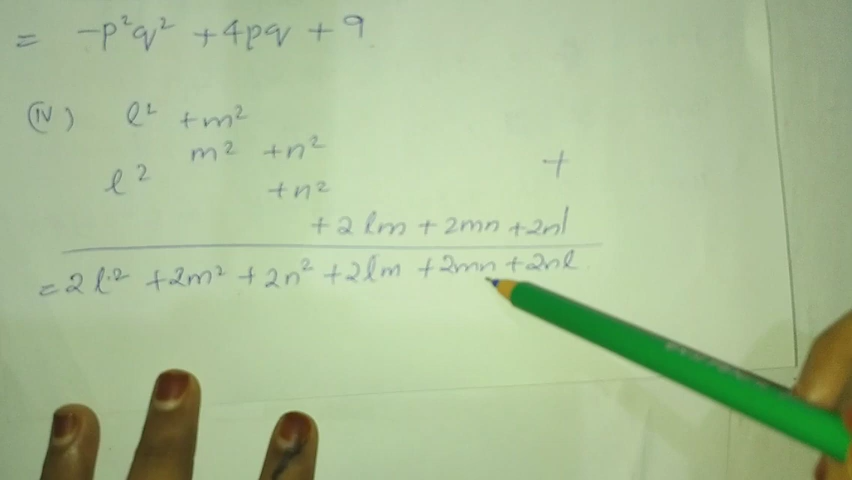 = -p²q² + 4pq + 9
(IV) l² + m²
m² + n²
l² + n² +
+ 2lm + 2mn + 2nl
= 2l² + 2m² + 2n² + 2lm + 2mn + 2nl